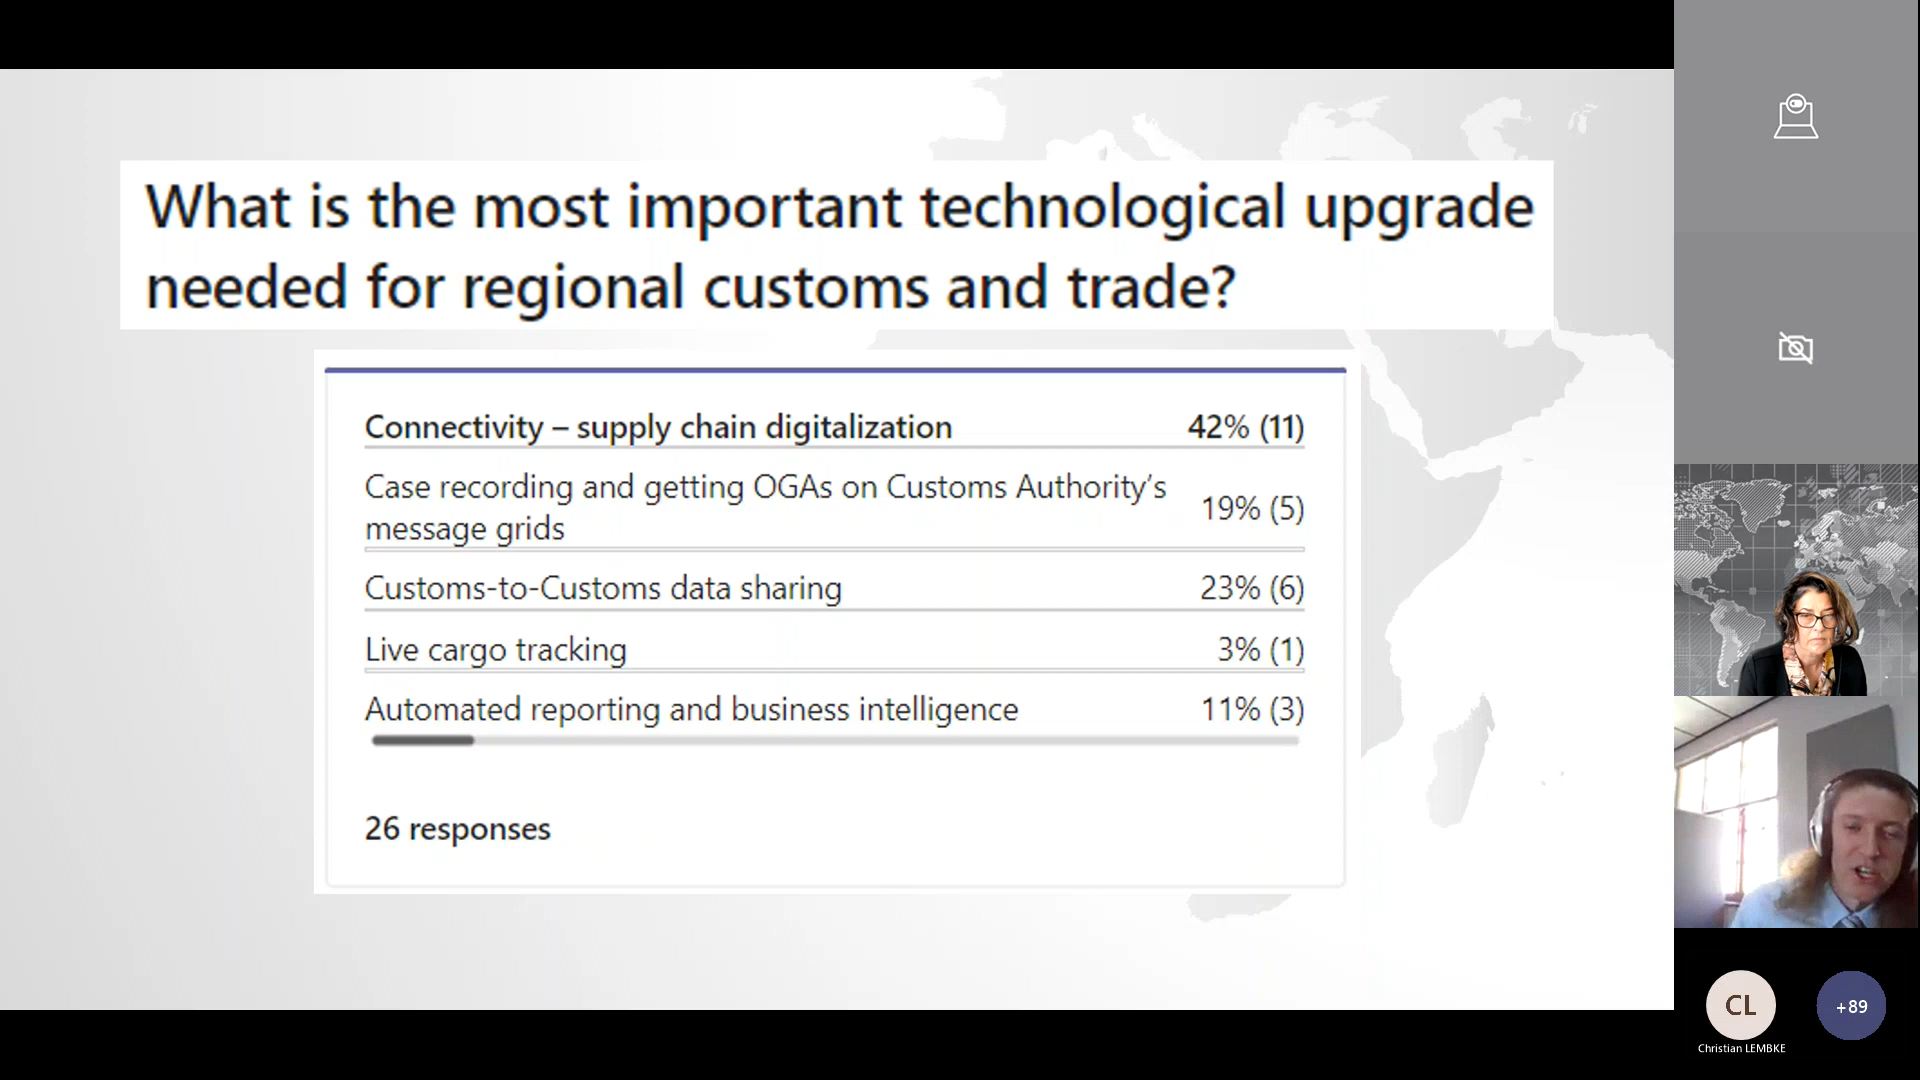 What is the most important technological upgrade
needed for regional customs and trade?
Connectivity – supply chain digitalization 42% (11)
Case recording and getting OGAs on Customs Authority’s
message grids 19% (5)
Customs-to-Customs data sharing 23% (6)
Live cargo tracking 3% (1)
Automated reporting and business intelligence 11% (3)
26 responses
CL
+89
Christian LEMBKE